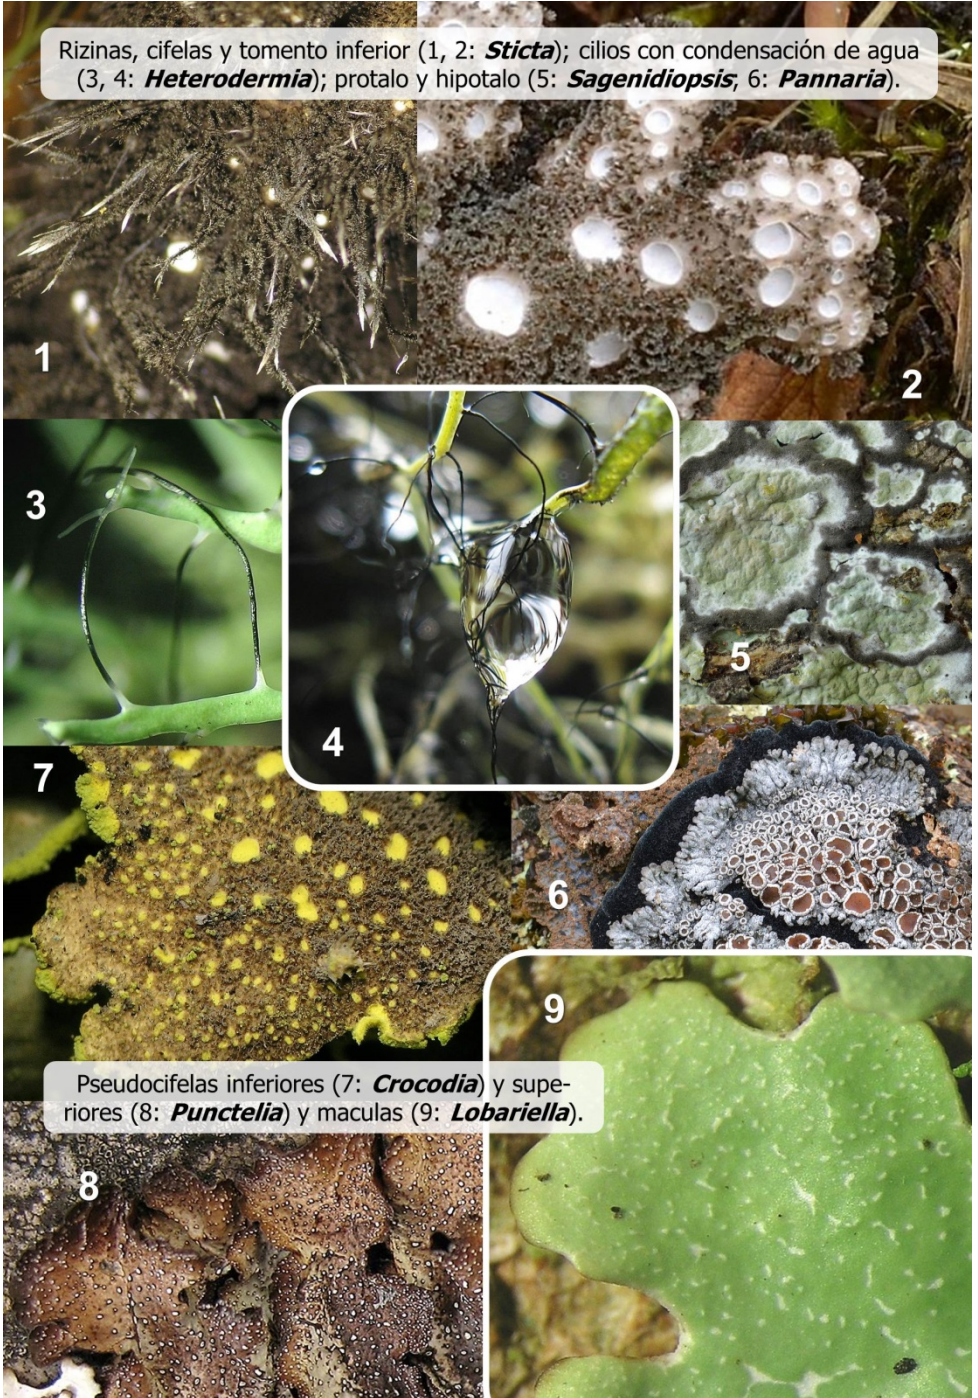 Rizinas, cifelas y tomento inferior (1, 2: Sticta); cilios con condensación de agua
(3, 4: Heterodermia); protalo y hipotalo (5: Sagenidiopsis, 6: Pannaria).
1
2
3
4
5
7
6
9
Pseudocifelas inferiores (7: Crocodia) y supe-
riores (8: Punctelia) y maculas (9: Lobariella).
8